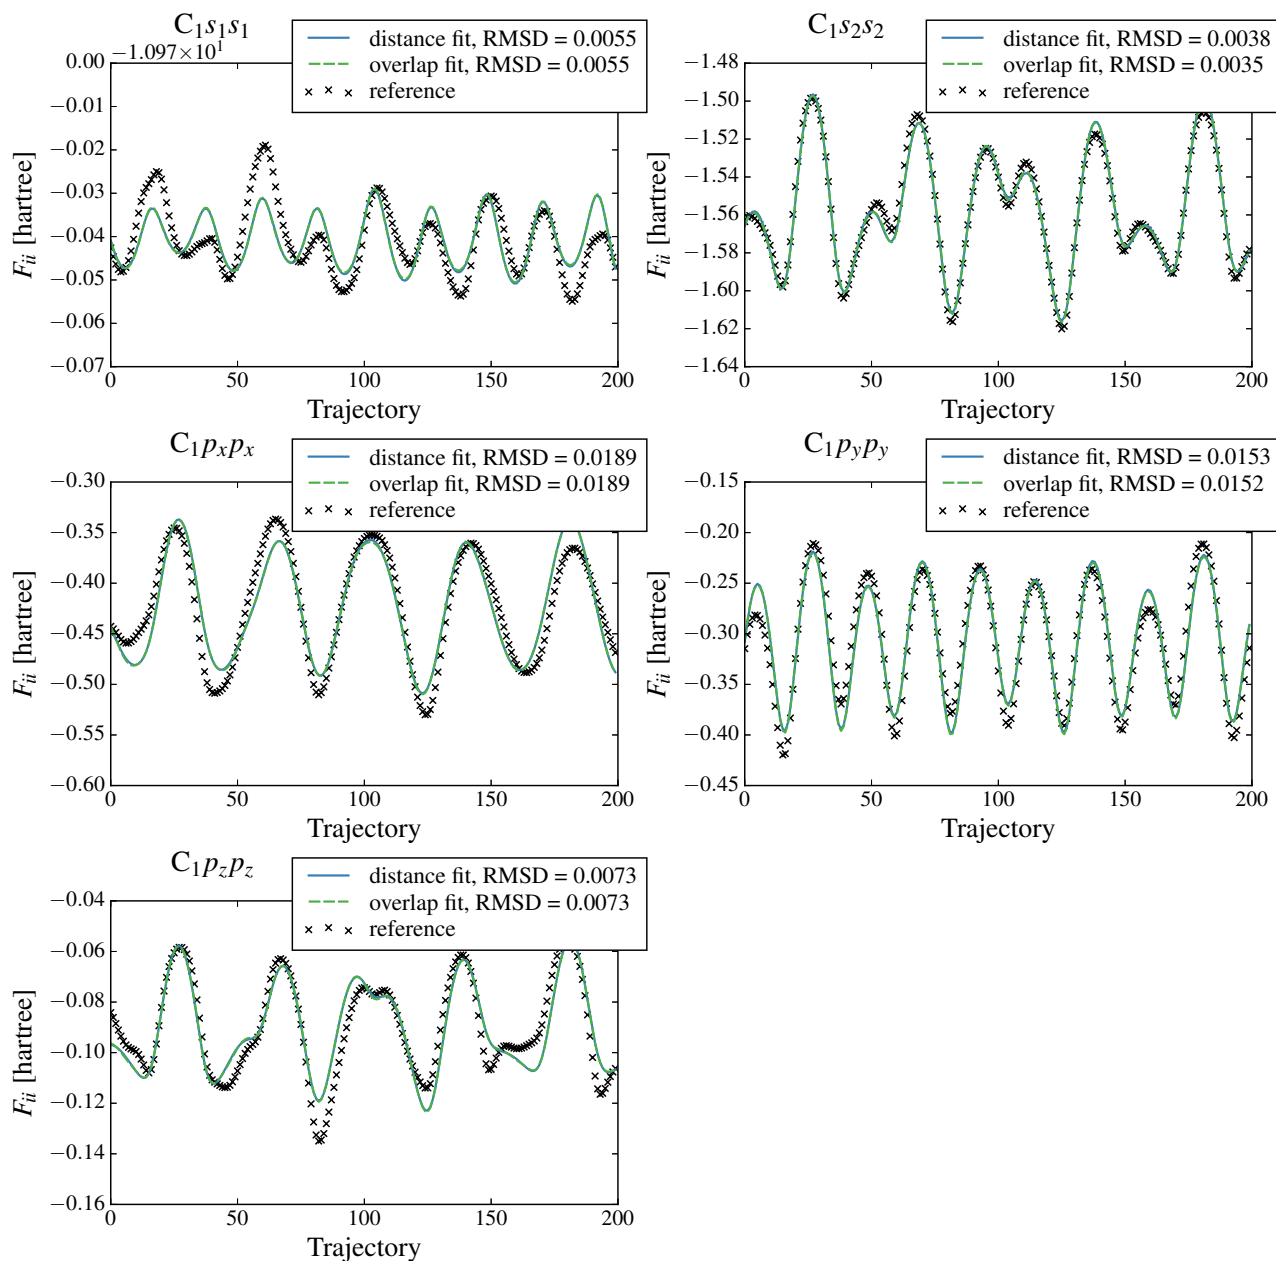 C₁s₁s₁
−1.097×10¹
distance fit, RMSD = 0.0055
overlap fit, RMSD = 0.0055
reference
0.00
−0.01
−0.02
−0.03
−0.04
−0.05
−0.06
−0.07
F_ii [hartree]
0 50 100 150 200
Trajectory
C₁s₂s₂
distance fit, RMSD = 0.0038
overlap fit, RMSD = 0.0035
reference
−1.48
−1.50
−1.52
−1.54
−1.56
−1.58
−1.60
−1.62
−1.64
F_ii [hartree]
0 50 100 150 200
Trajectory
C₁pₓpₓ
distance fit, RMSD = 0.0189
overlap fit, RMSD = 0.0189
reference
−0.30
−0.35
−0.40
−0.45
−0.50
−0.55
−0.60
F_ii [hartree]
0 50 100 150 200
Trajectory
C₁p_yp_y
distance fit, RMSD = 0.0153
overlap fit, RMSD = 0.0152
reference
−0.15
−0.20
−0.25
−0.30
−0.35
−0.40
−0.45
F_ii [hartree]
0 50 100 150 200
Trajectory
C₁p_zp_z
distance fit, RMSD = 0.0073
overlap fit, RMSD = 0.0073
reference
−0.04
−0.06
−0.08
−0.10
−0.12
−0.14
−0.16
F_ii [hartree]
0 50 100 150 200
Trajectory